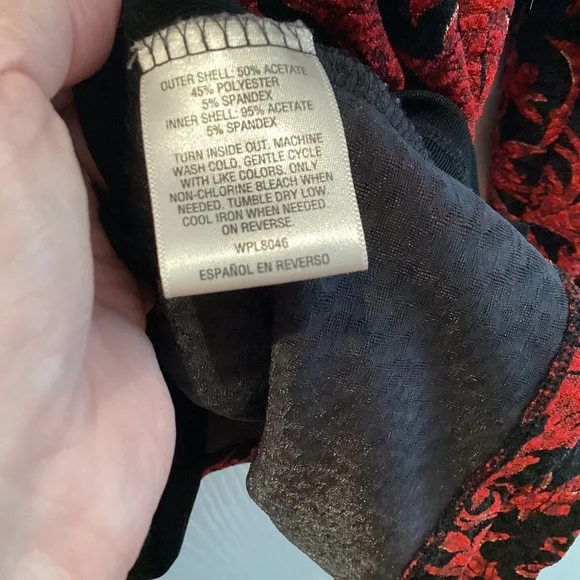 OUTER SHELL: 50% ACETATE
45% POLYESTER
5% SPANDEX
INNER SHELL: 95% ACETATE
5% SPANDEX
TURN INSIDE OUT. MACHINE
WASH COLD, GENTLE CYCLE
WITH LIKE COLORS. ONLY
NON-CHLORINE BLEACH WHEN
NEEDED. TUMBLE DRY LOW.
COOL IRON WHEN NEEDED
ON REVERSE.
WPL8046
ESPAÑOL EN REVERSO